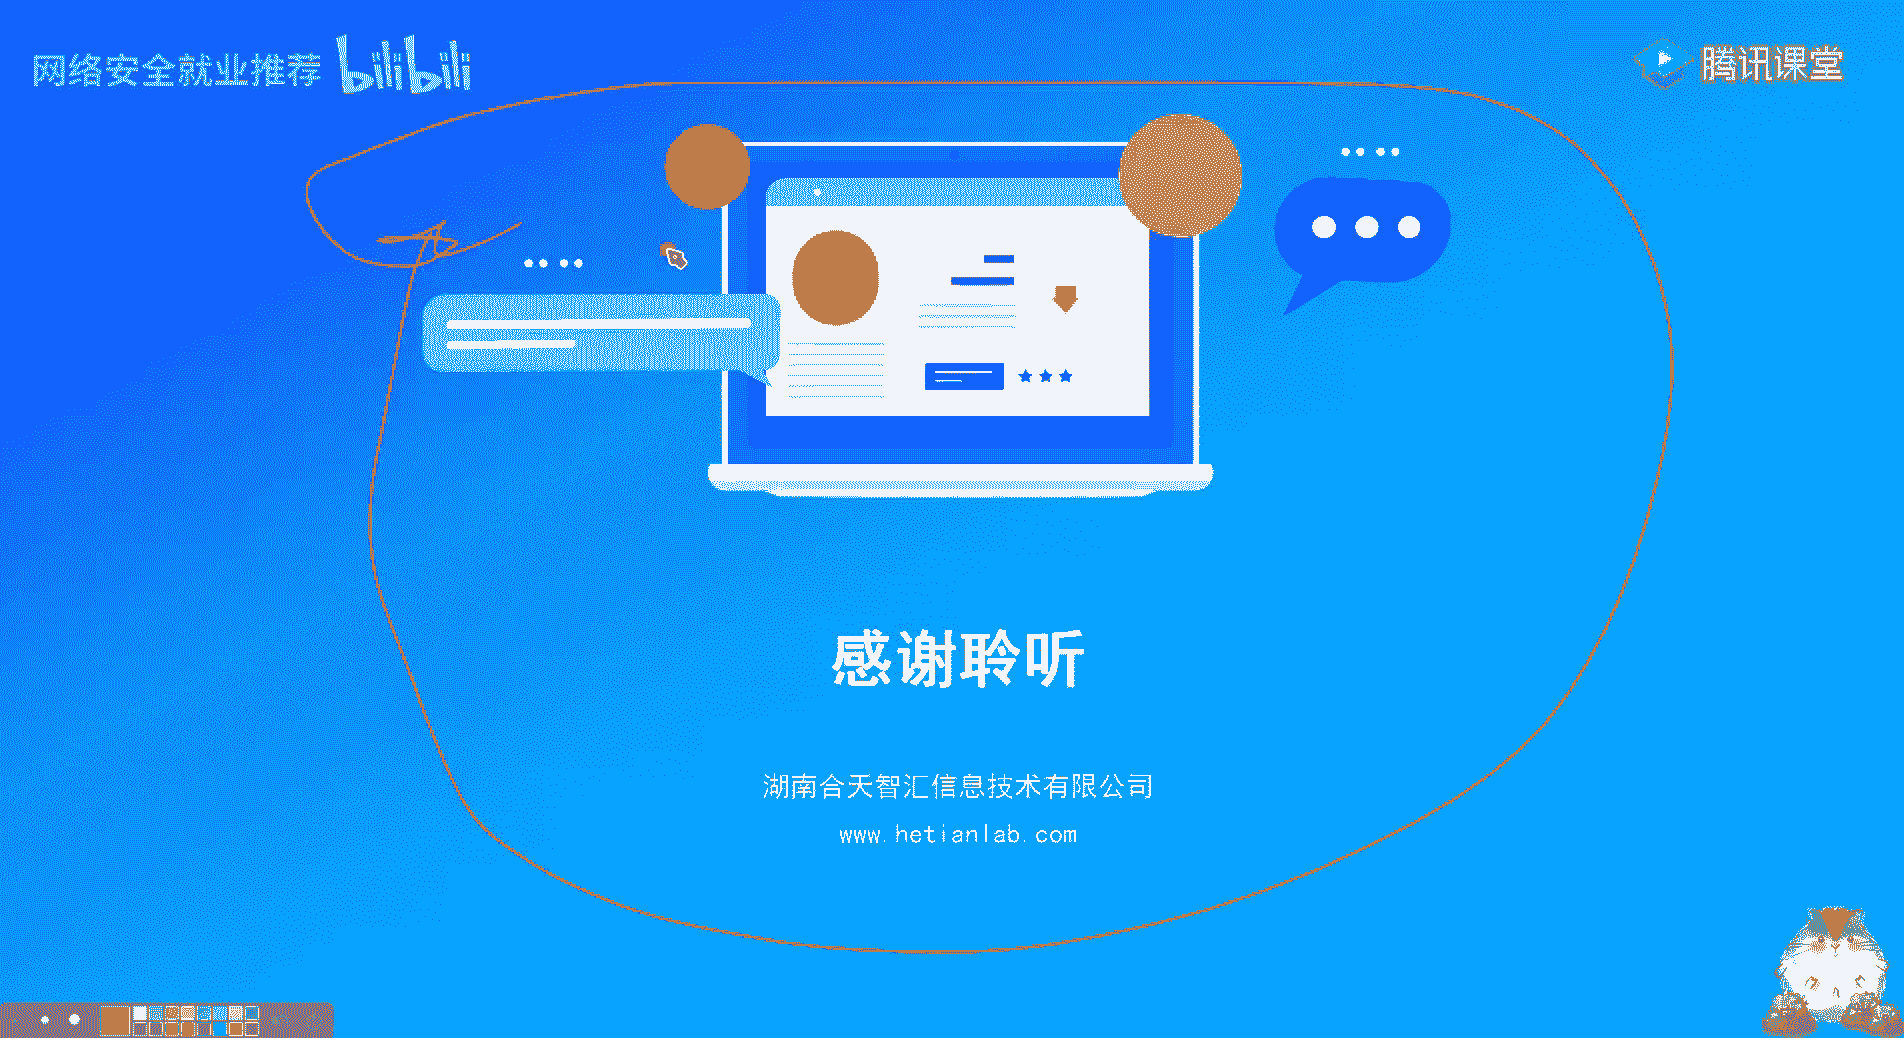 网络安全就业推荐 bilibili
腾讯课堂
感谢聆听
湖南合天智汇信息技术有限公司
www.hetianlab.com